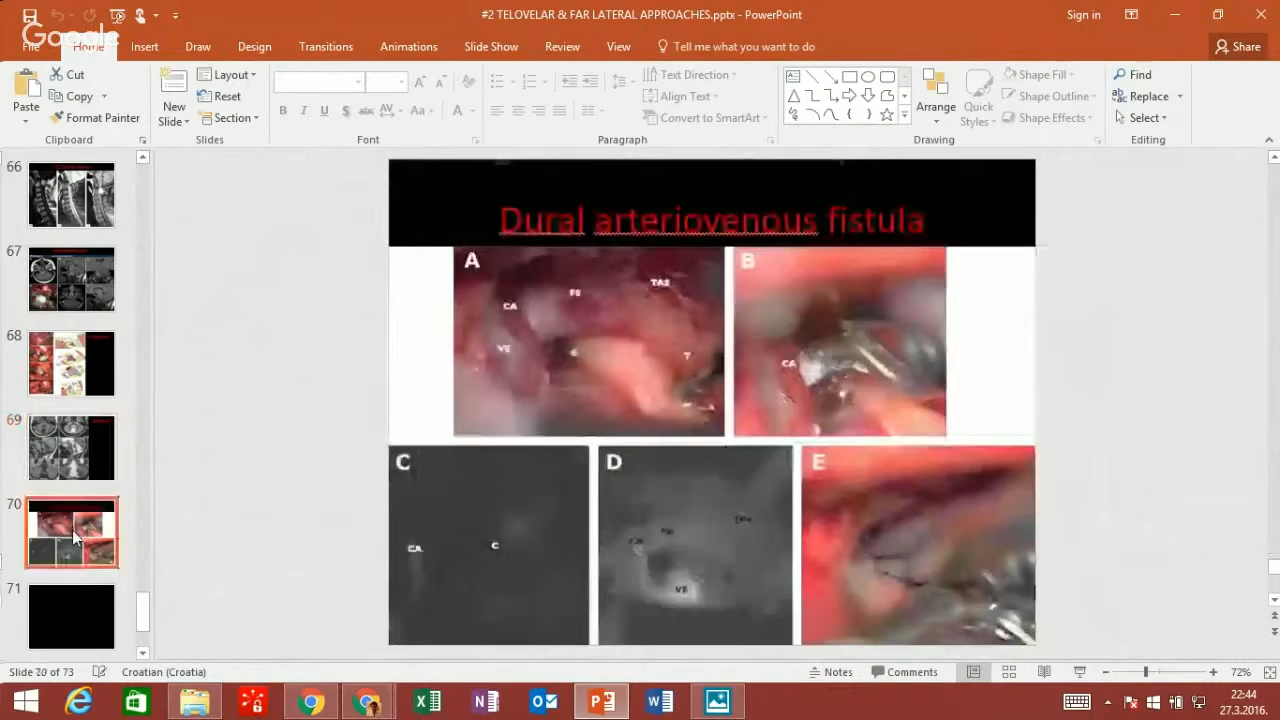 #2 TELOVELAR & FAR LATERAL APPROACHES.pptx - PowerPoint
Sign in
Google
File Home Insert Draw Design Transitions Animations Slide Show Review View Tell me what you want to do Share
Cut Layout Text Direction Shape Fill Find
Copy Reset Align Text Shape Outline Replace
Paste Format Painter New Slide Section Convert to SmartArt Arrange Quick Styles Shape Effects Select
B I U S abc AV Aa A
Clipboard Slides Font Paragraph Drawing Editing
66
67
68
69
70
71
Dural arteriovenous fistula
A B
CA FS TAS
VE T
CA
C D E
CA C
VE
Slide 70 of 73 Croatian (Croatia) Notes Comments 72%
22:44
27.3.2016.